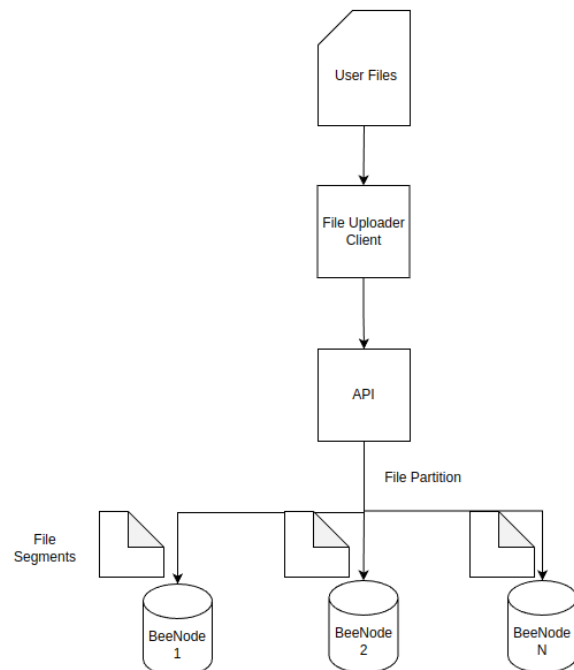 User Files
File Uploader
Client
API
File Partition
File
Segments
BeeNode
1
BeeNode
2
BeeNode
N